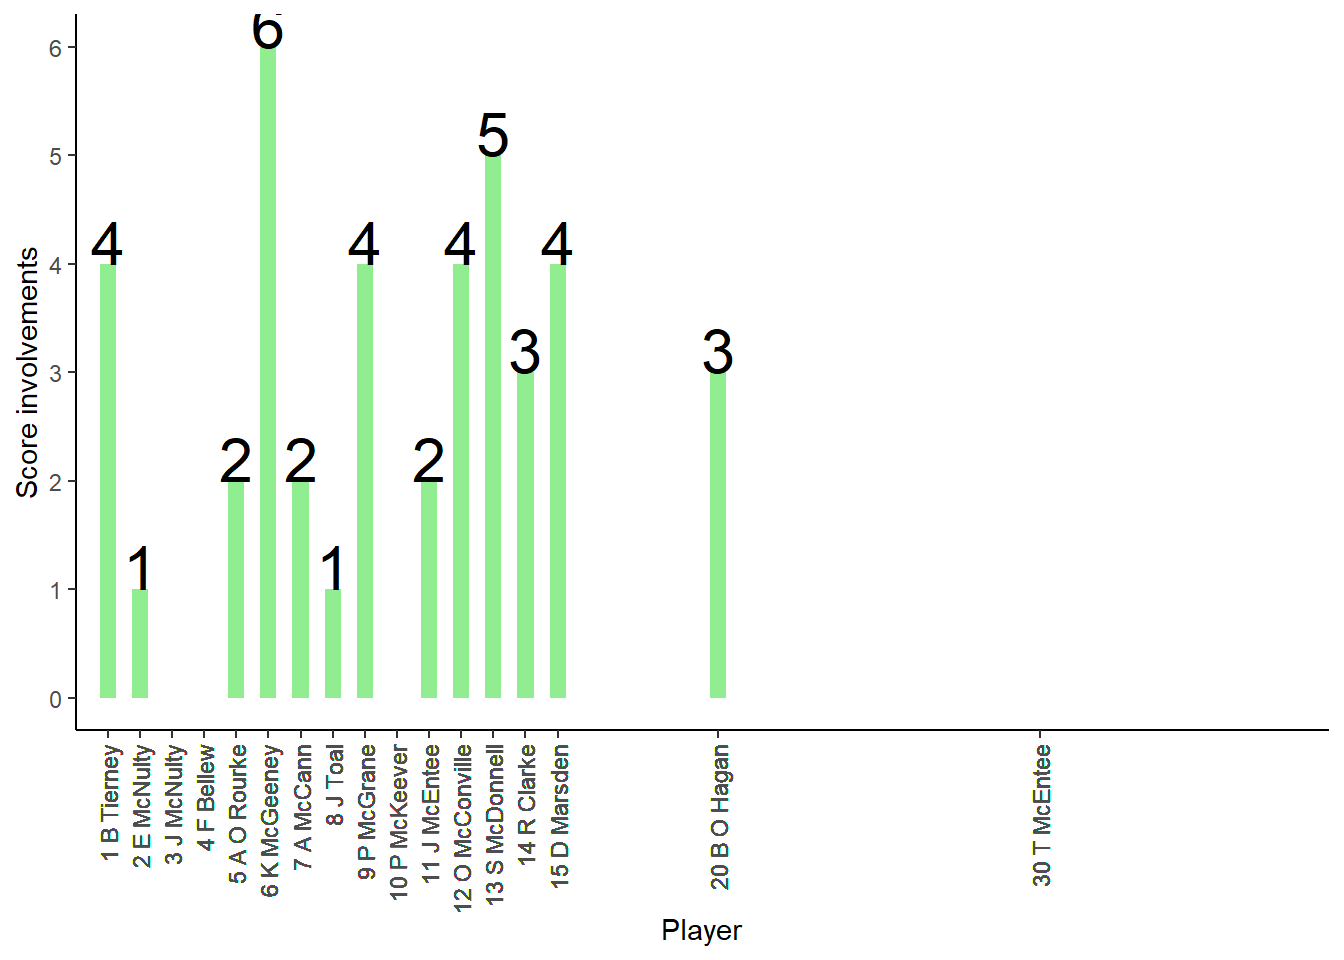 Score involvements
6
5
4
3
2
1
0
4
1
2
6
2
1
4
2
4
5
3
4
3
1 B Tierney
2 E McNulty
3 J McNulty
4 F Bellew
5 A O Rourke
6 K McGeeney
7 A McCann
8 J Toal
9 P McGrane
10 P McKeever
11 J McEntee
12 O McConville
13 S McDonnell
14 R Clarke
15 D Marsden
20 B O Hagan
30 T McEntee
Player